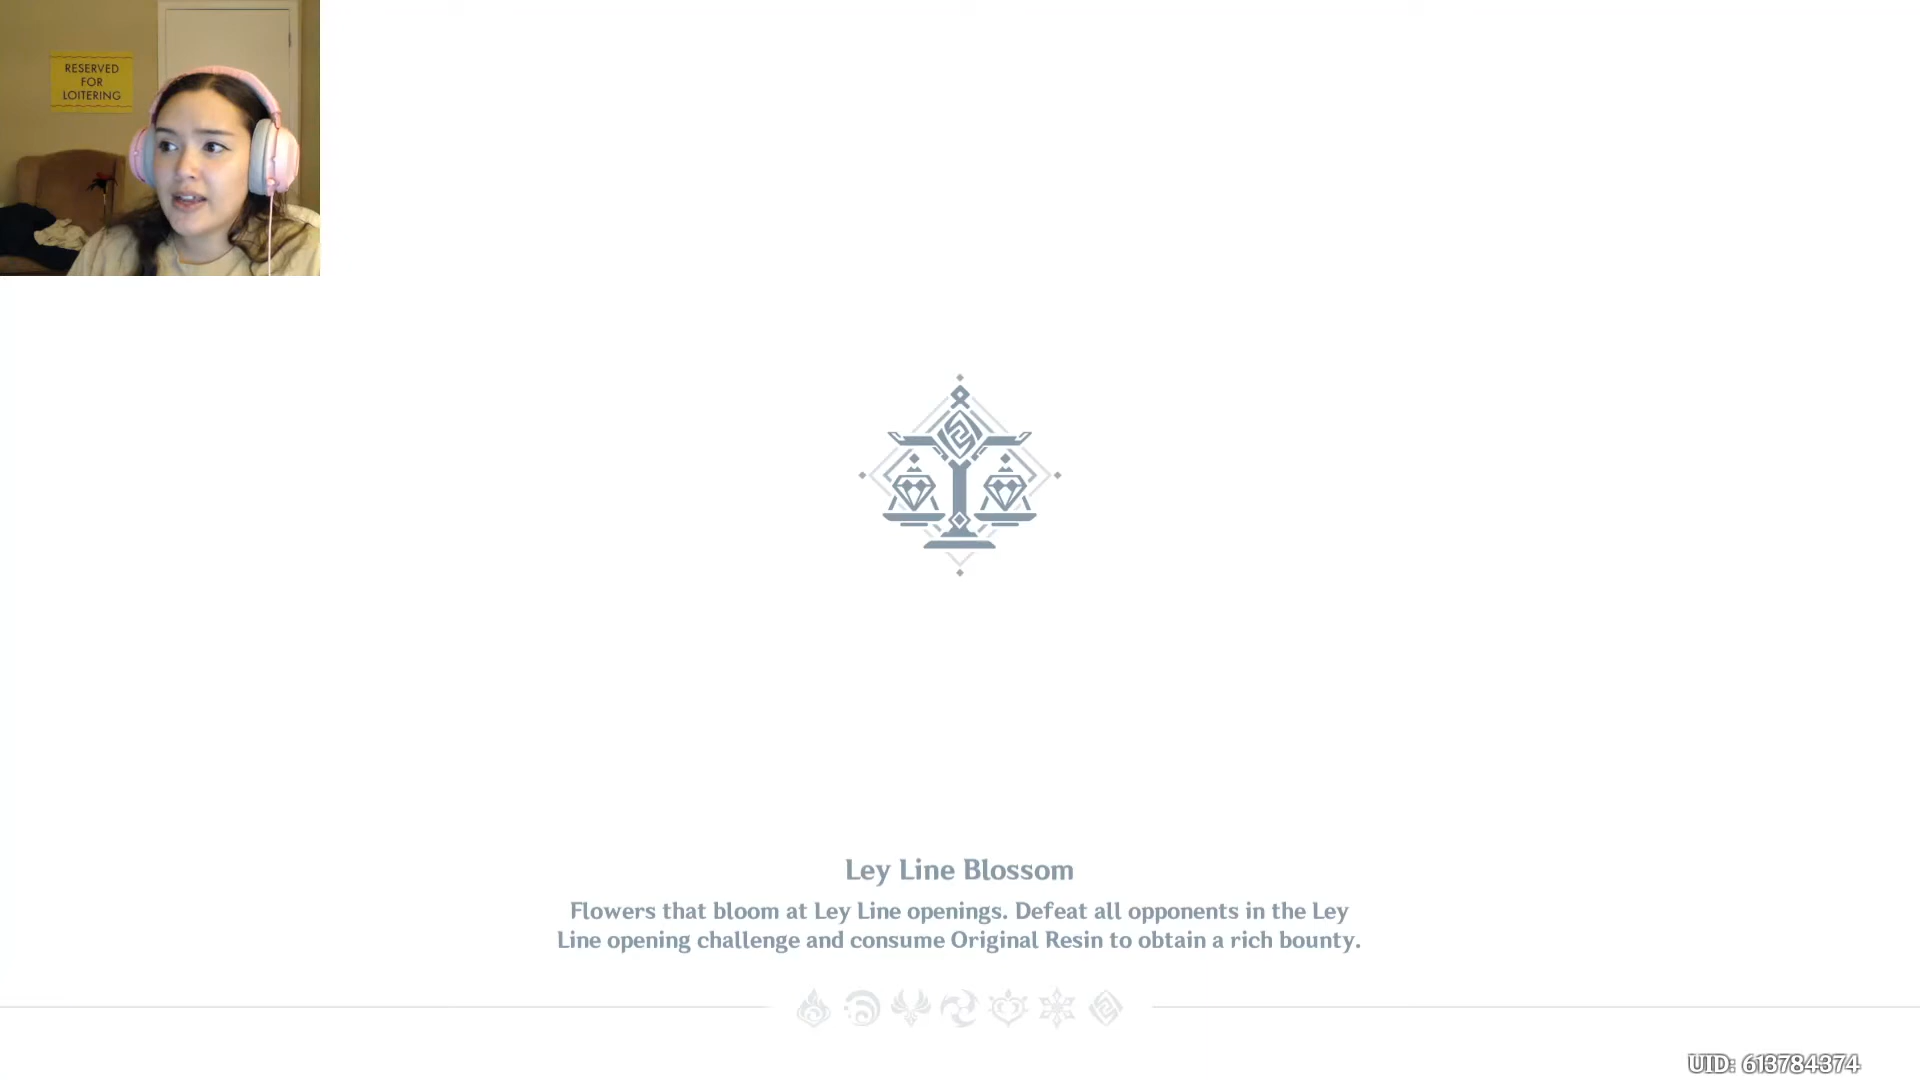 RESERVED
FOR
LOITERING
Ley Line Blossom
Flowers that bloom at Ley Line openings. Defeat all opponents in the Ley
Line opening challenge and consume Original Resin to obtain a rich bounty.
UID: 613784374